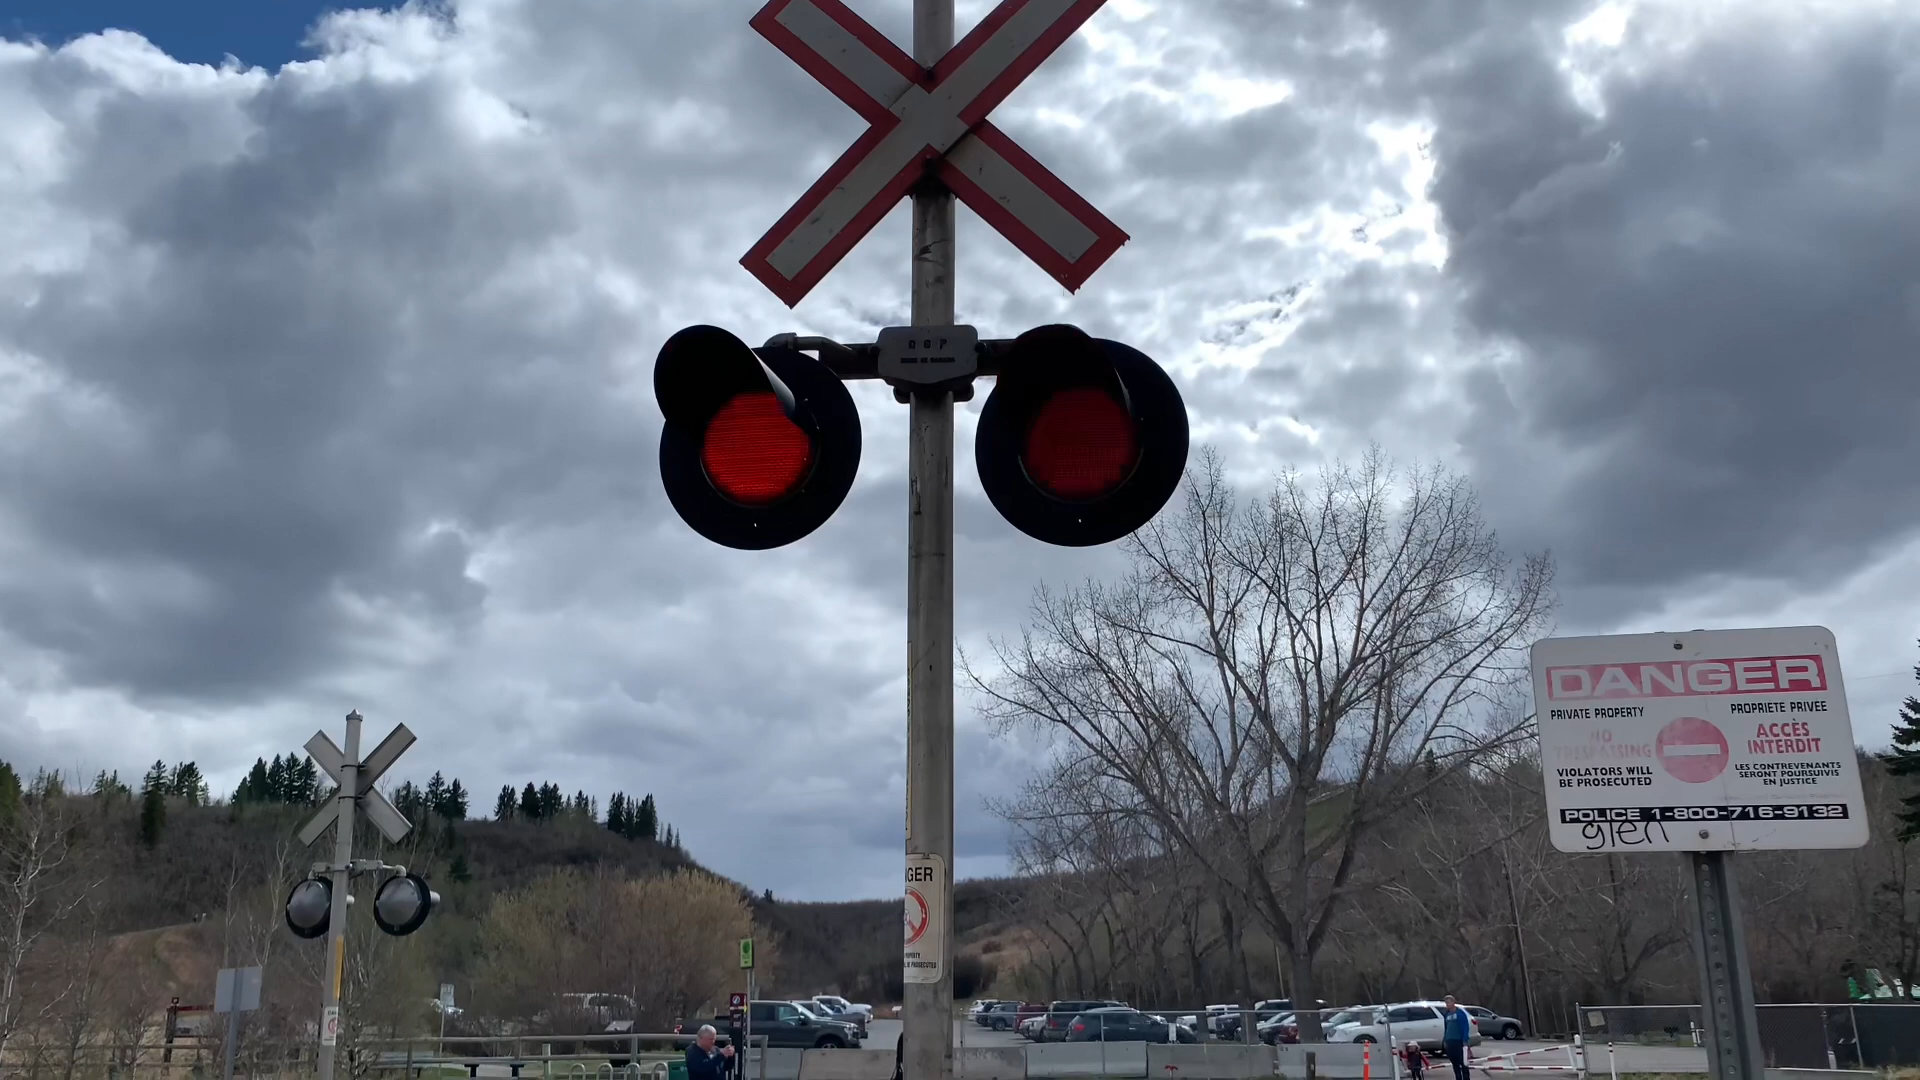 DANGER
PRIVATE PROPERTY
NO
TRESPASSING
VIOLATORS WILL
BE PROSECUTED
PROPRIETE PRIVEE
ACCÈS
INTERDIT
LES CONTREVENANTS
SERONT POURSUIVIS
EN JUSTICE
POLICE 1-800-716-9132
glen
GER